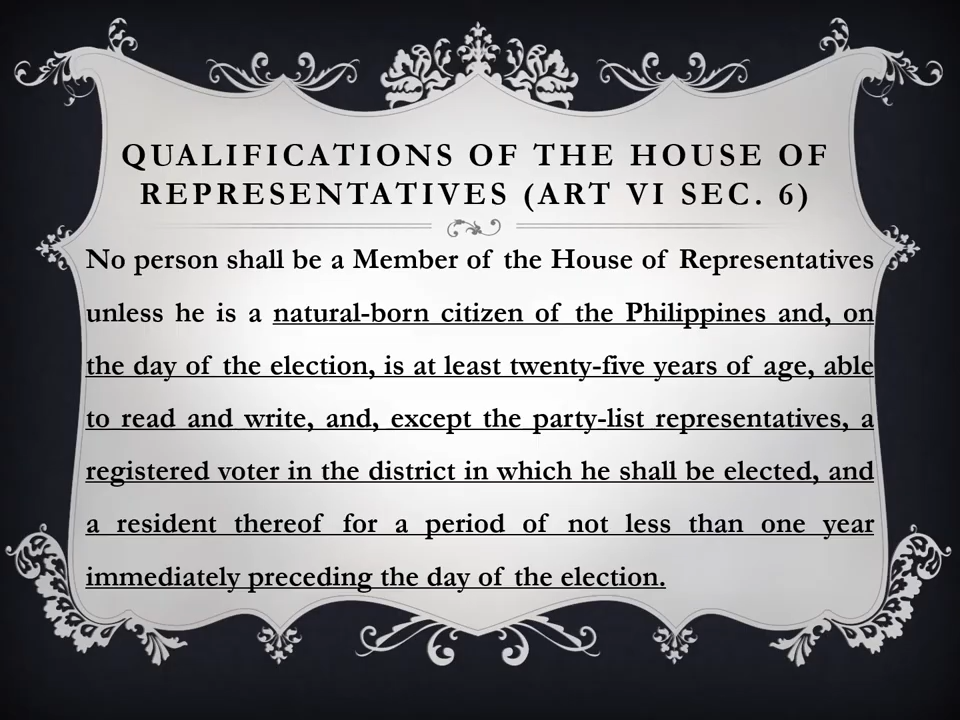 QUALIFICATIONS OF THE HOUSE OF
REPRESENTATIVES (ART VI SEC. 6)
No person shall be a Member of the House of Representatives
unless he is a natural-born citizen of the Philippines and, on
the day of the election, is at least twenty-five years of age, able
to read and write, and, except the party-list representatives, a
registered voter in the district in which he shall be elected, and
a resident thereof for a period of not less than one year
immediately preceding the day of the election.